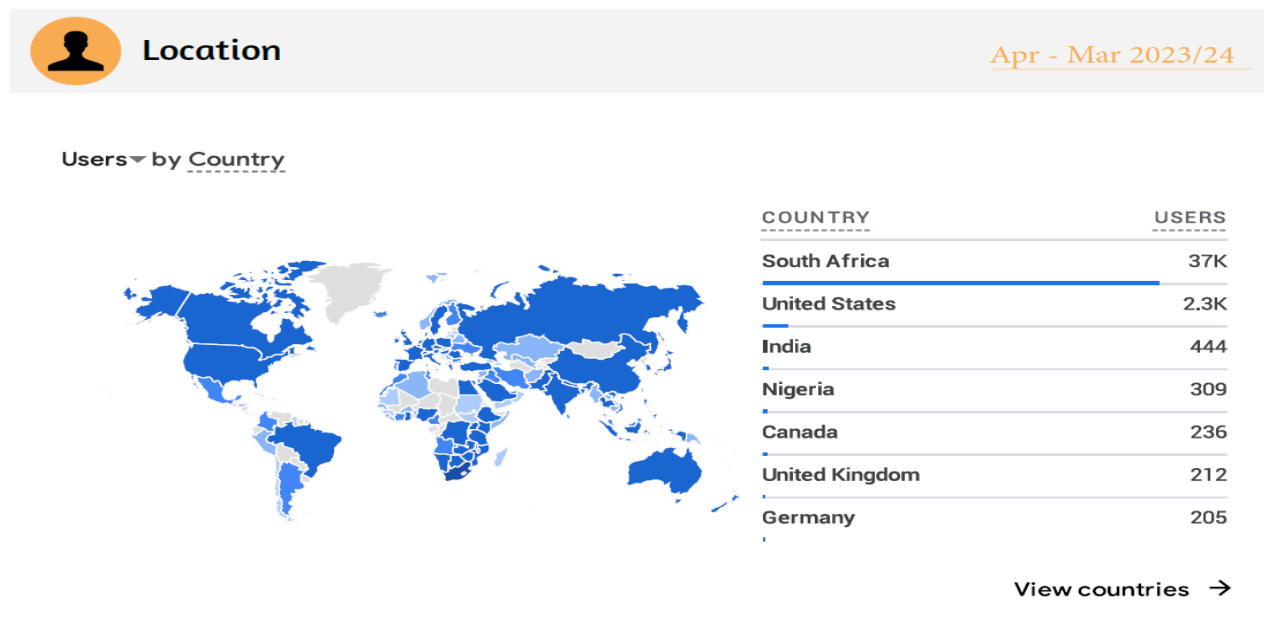 Location
Apr - Mar 2023/24
Users by Country
COUNTRY USERS
South Africa 37K
United States 2.3K
India 444
Nigeria 309
Canada 236
United Kingdom 212
Germany 205
View countries →